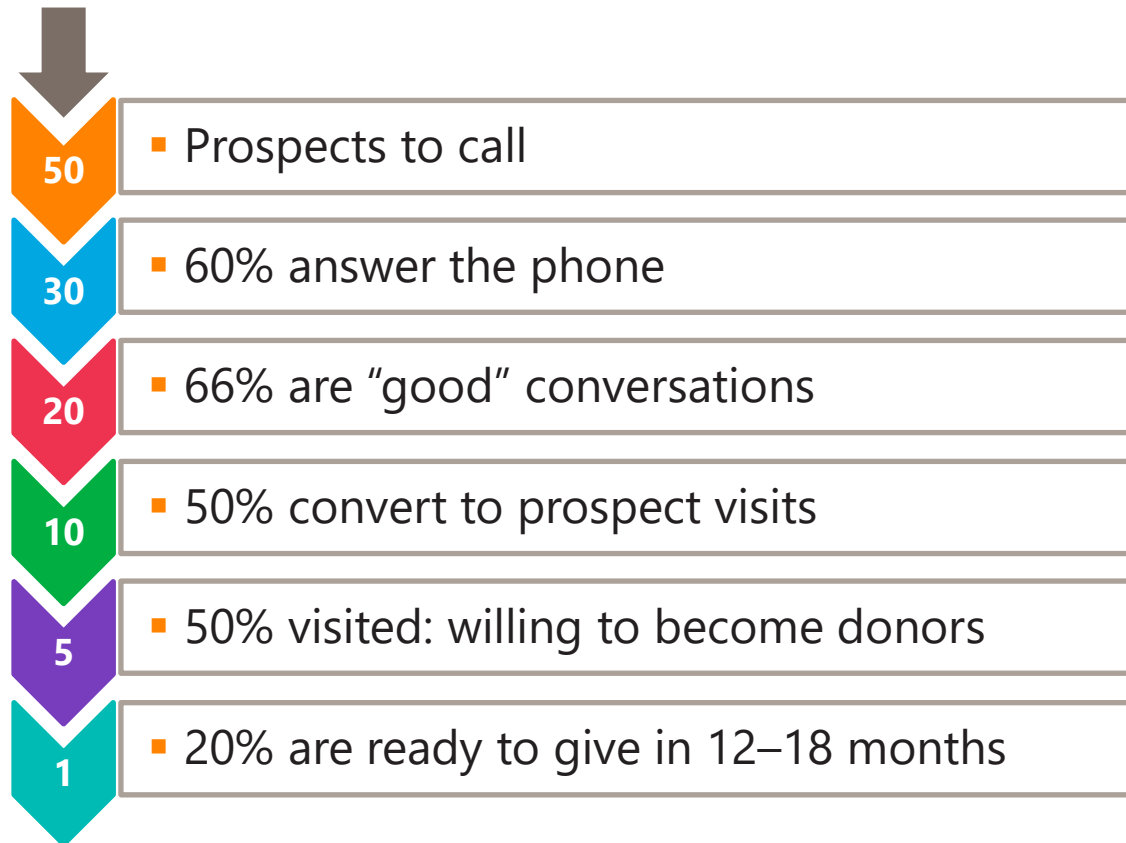 50
▪ Prospects to call
30
▪ 60% answer the phone
20
▪ 66% are “good” conversations
10
▪ 50% convert to prospect visits
5
▪ 50% visited: willing to become donors
1
▪ 20% are ready to give in 12–18 months